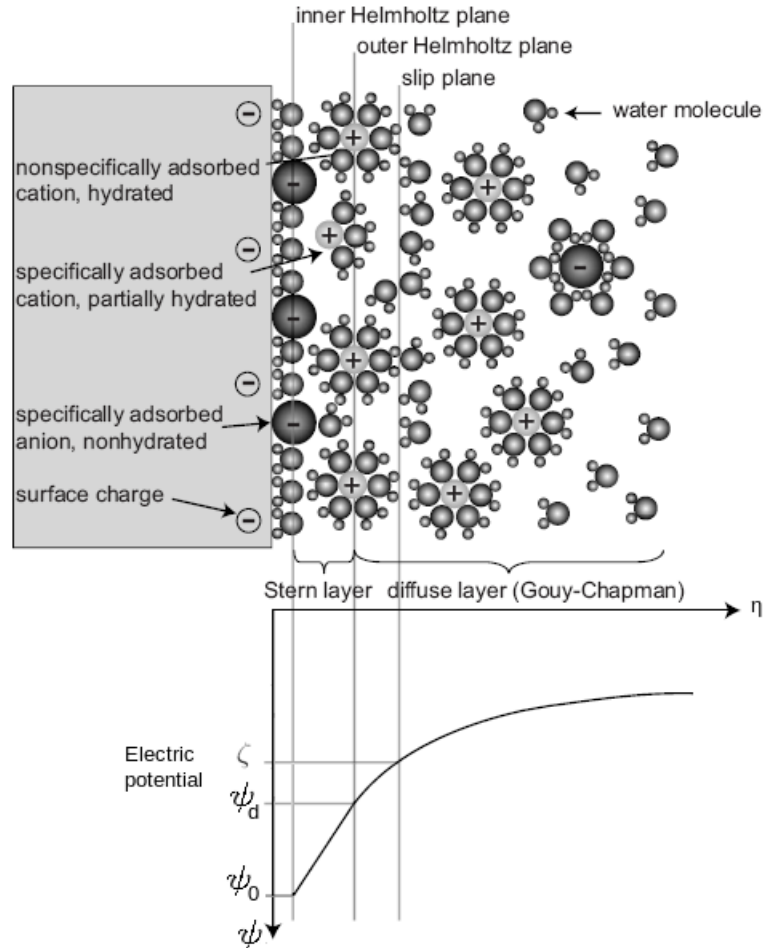 inner Helmholtz plane
outer Helmholtz plane
slip plane
water molecule
nonspecifically adsorbed
cation, hydrated
specifically adsorbed
cation, partially hydrated
specifically adsorbed
anion, nonhydrated
surface charge
Stern layer
diffuse layer (Gouy-Chapman)
η
Electric
potential
ζ
ψd
ψ0
ψ